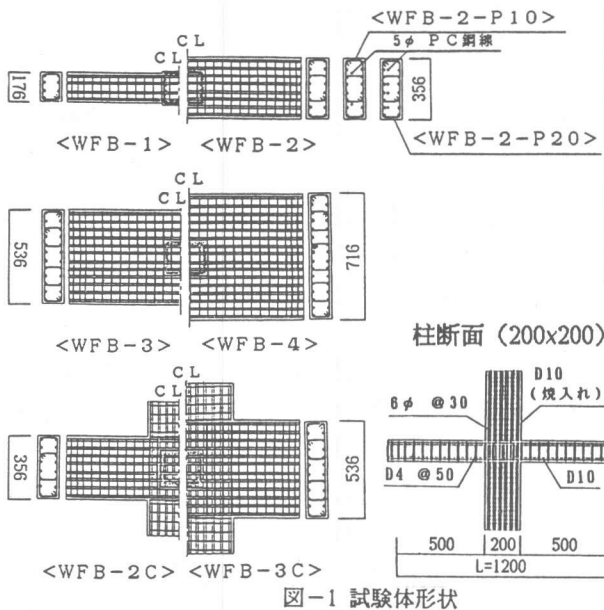 <WFB-2-P10>
5φ PC鋼線
CL
CL
176
356
<WFB-1>
<WFB-2>
<WFB-2-P20>
CL
CL
536
716
<WFB-3>
<WFB-4>
柱断面 (200x200)
CL
CL
D10
(焼入れ)
6φ @30
356
536
D4 @50
D10
500
200
500
L=1200
<WFB-2C>
<WFB-3C>
図-1 試験体形状